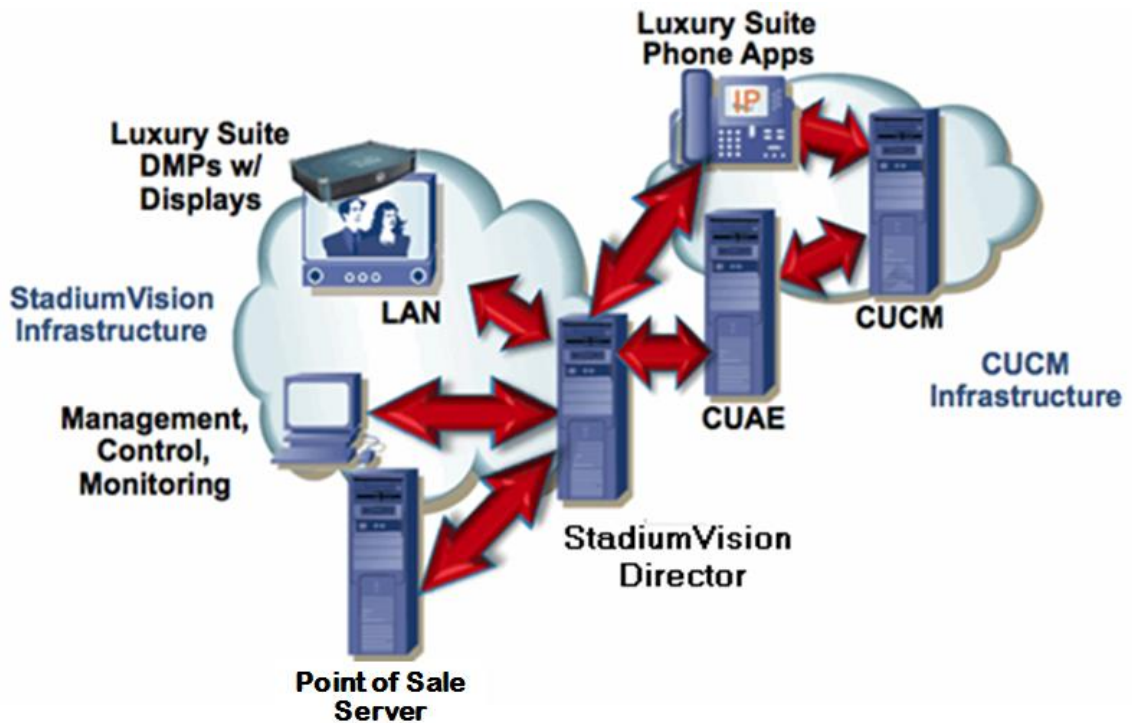 Luxury Suite
Phone Apps
IP
Luxury Suite
DMPs w/
Displays
LAN
StadiumVision
Infrastructure
CUCM
CUCM
Infrastructure
CUAE
Management,
Control,
Monitoring
StadiumVision
Director
Point of Sale
Server